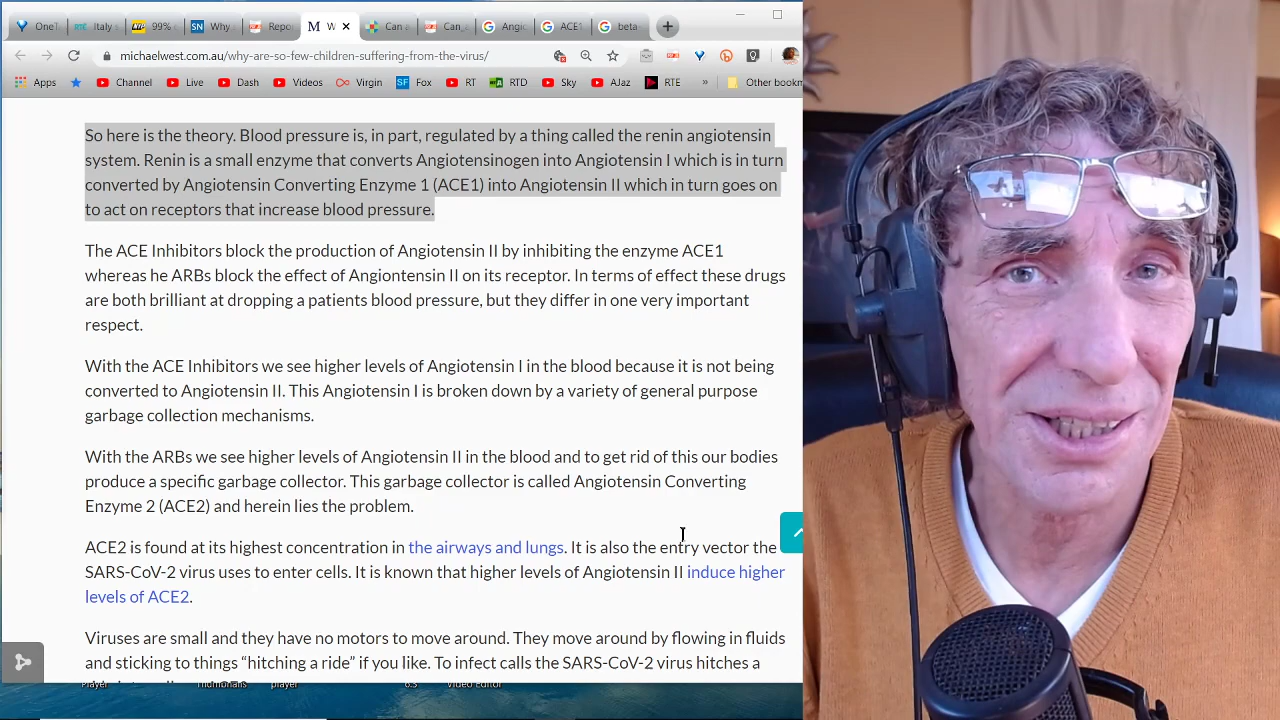 OneT
Italy
99%
Why
Repo
W
Can e
Can_
Angic
ACE1
beta
michaelwest.com.au/why-are-so-few-children-suffering-from-the-virus/
Apps Channel Live Dash Videos Virgin Fox RT RTD Sky AJaz RTE » Other bookm
So here is the theory. Blood pressure is, in part, regulated by a thing called the renin angiotensin
system. Renin is a small enzyme that converts Angiotensinogen into Angiotensin I which is in turn
converted by Angiotensin Converting Enzyme 1 (ACE1) into Angiotensin II which in turn goes on
to act on receptors that increase blood pressure.
The ACE Inhibitors block the production of Angiotensin II by inhibiting the enzyme ACE1
whereas he ARBs block the effect of Angiontensin II on its receptor. In terms of effect these drugs
are both brilliant at dropping a patients blood pressure, but they differ in one very important
respect.
With the ACE Inhibitors we see higher levels of Angiotensin I in the blood because it is not being
converted to Angiotensin II. This Angiotensin I is broken down by a variety of general purpose
garbage collection mechanisms.
With the ARBs we see higher levels of Angiotensin II in the blood and to get rid of this our bodies
produce a specific garbage collector. This garbage collector is called Angiotensin Converting
Enzyme 2 (ACE2) and herein lies the problem.
ACE2 is found at its highest concentration in the airways and lungs. It is also the entry vector the
SARS-CoV-2 virus uses to enter cells. It is known that higher levels of Angiotensin II induce higher
levels of ACE2.
Viruses are small and they have no motors to move around. They move around by flowing in fluids
and sticking to things “hitching a ride” if you like. To infect calls the SARS-CoV-2 virus hitches a
Player player Video Editor